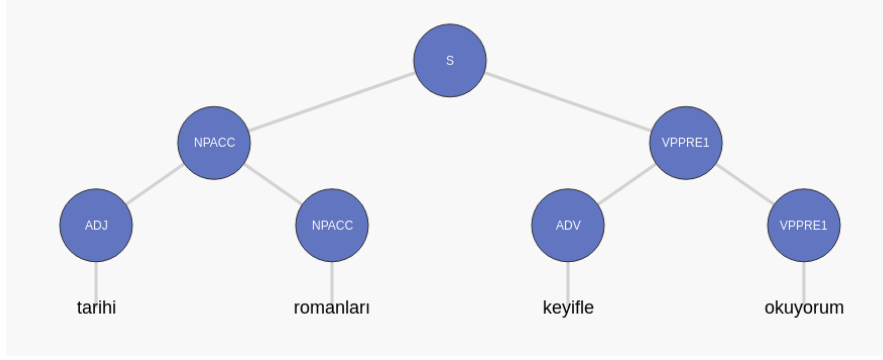 S
NPACC VPPRE1
ADJ NPACC ADV VPPRE1
tarihi romanları keyifle okuyorum